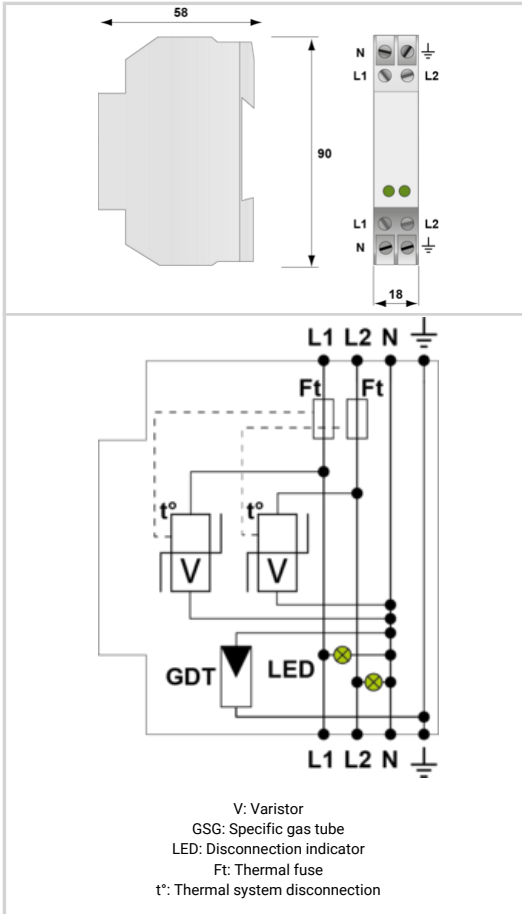 58
90
N
L1 L2
L1 L2
N
18
L1 L2 N
Ft Ft
t° t°
V V
GDT LED
L1 L2 N
V: Varistor
GSG: Specific gas tube
LED: Disconnection indicator
Ft: Thermal fuse
t°: Thermal system disconnection